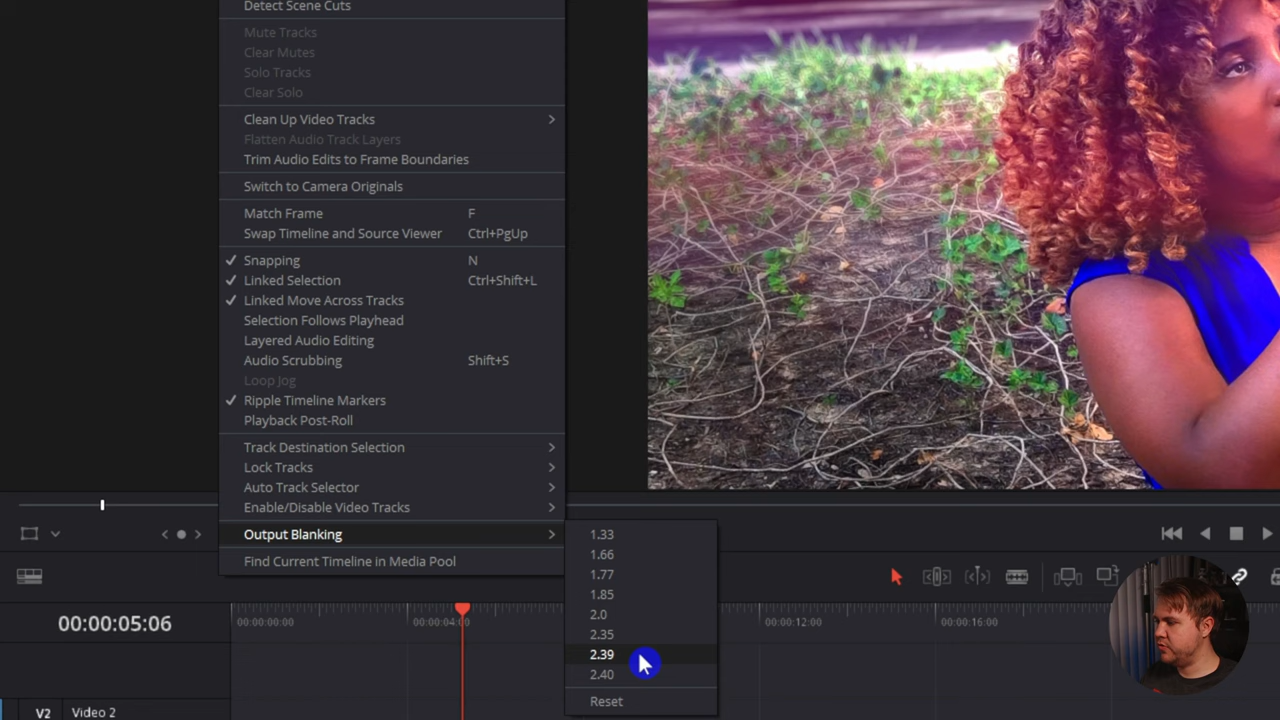 Detect Scene Cuts
Mute Tracks
Clear Mutes
Solo Tracks
Clear Solo
Clean Up Video Tracks
Flatten Audio Track Layers
Trim Audio Edits to Frame Boundaries
Switch to Camera Originals
Match Frame F
Swap Timeline and Source Viewer Ctrl+PgUp
Snapping N
Linked Selection Ctrl+Shift+L
Linked Move Across Tracks
Selection Follows Playhead
Layered Audio Editing
Audio Scrubbing Shift+S
Loop Jog
Ripple Timeline Markers
Playback Post-Roll
Track Destination Selection
Lock Tracks
Auto Track Selector
Enable/Disable Video Tracks
Output Blanking
Find Current Timeline in Media Pool
1.33
1.66
1.77
1.85
2.0
2.35
2.39
2.40
Reset
00:00:05:06
00:00:00:00
00:00:04:00
00:00:12:00
00:00:16:00
V2 Video 2